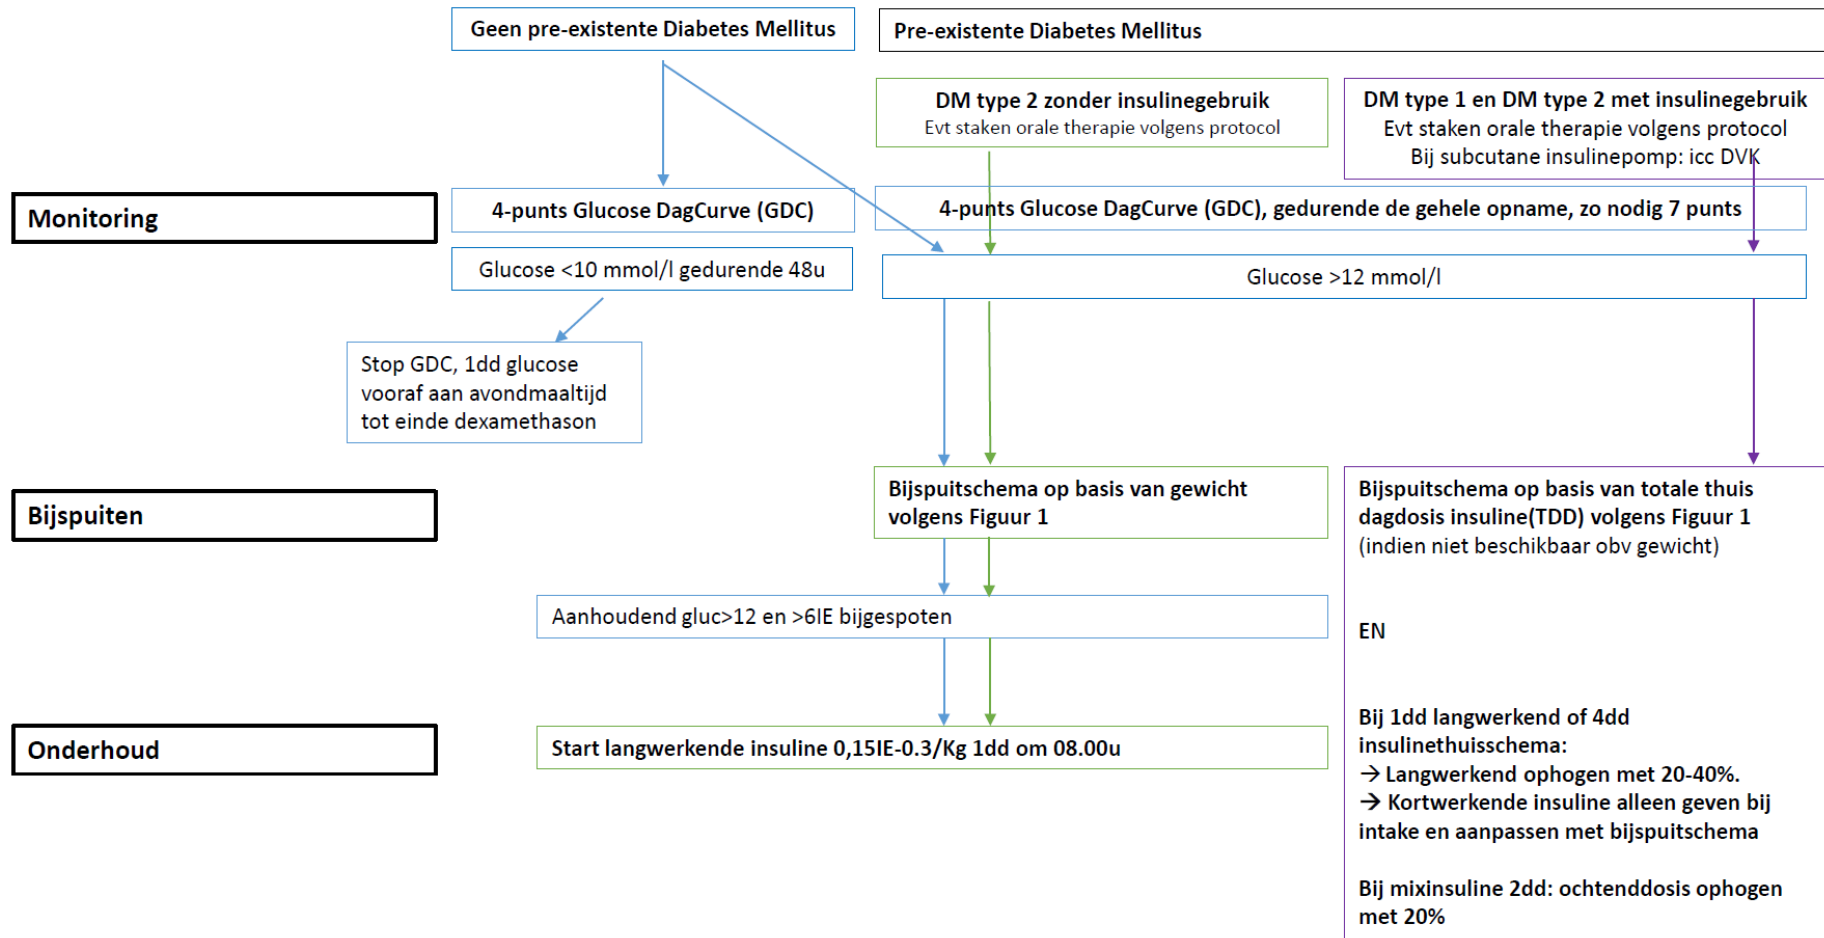 Geen pre-existente Diabetes Mellitus
Pre-existente Diabetes Mellitus
DM type 2 zonder insulinegebruik
Evt staken orale therapie volgens protocol
DM type 1 en DM type 2 met insulinegebruik
Evt staken orale therapie volgens protocol
Bij subcutane insulinepomp: icc DVK
Monitoring
4-punts Glucose DagCurve (GDC)
4-punts Glucose DagCurve (GDC), gedurende de gehele opname, zo nodig 7 punts
Glucose <10 mmol/l gedurende 48u
Glucose >12 mmol/l
Stop GDC, 1dd glucose
vooraf aan avondmaaltijd
tot einde dexamethason
Bijspuiten
Bijspuitschema op basis van gewicht
volgens Figuur 1
Bijspuitschema op basis van totale thuis
dagdosis insuline(TDD) volgens Figuur 1
(indien niet beschikbaar obv gewicht)
Aanhoudend gluc>12 en >6IE bijgespoten
EN
Onderhoud
Start langwerkende insuline 0,15IE-0.3/Kg 1dd om 08.00u
Bij 1dd langwerkend of 4dd
insulinethuisschema:
→ Langwerkend ophogen met 20-40%.
→ Kortwerkende insuline alleen geven bij
intake en aanpassen met bijspuitschema
Bij mixinsuline 2dd: ochtenddosis ophogen
met 20%